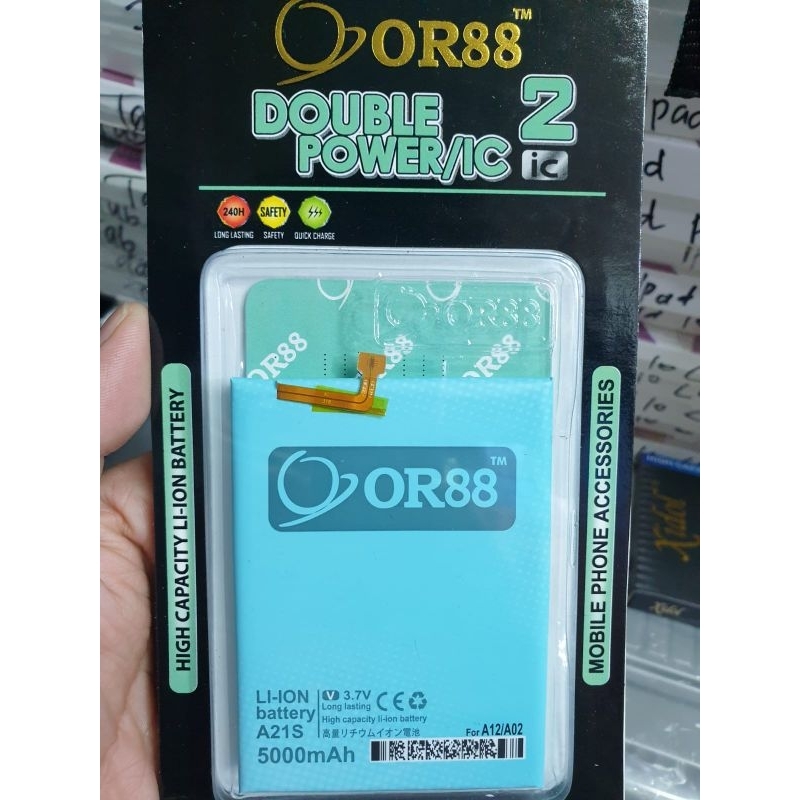 OR88™
DOUBLE 2
POWER/IC ic
240H SAFETY
LONG LASTING SAFETY QUICK CHARGE
OR88
OR88
HIGH CAPACITY LI-ION BATTERY
MOBILE PHONE ACCESSORIES
OR88™
LI-ION
battery
A21S
5000mAh
V 3.7V
Long lasting CE
High capacity li-ion battery
高量リチウムイオン電池
For A12/A02
Xidol